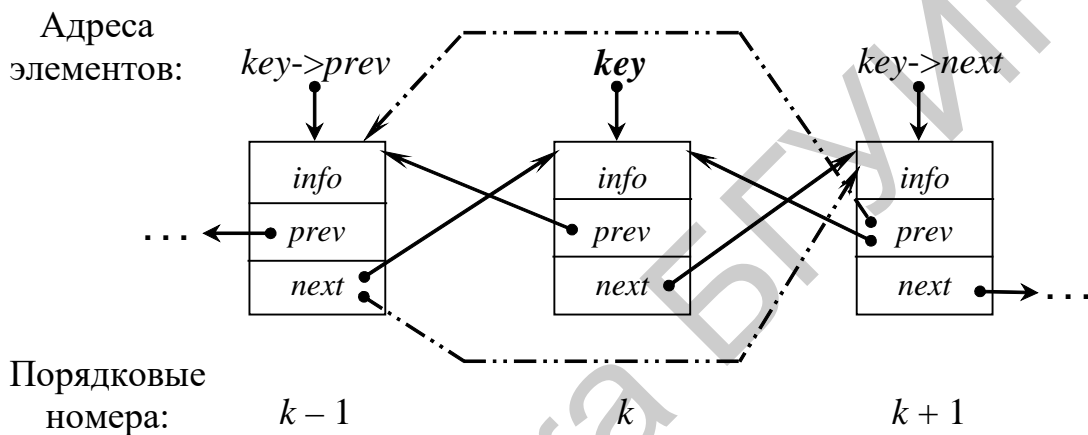 Адреса
элементов:
key->prev
key
key->next
info
info
info
. . .
prev
prev
prev
next
next
next
. . .
Порядковые
номера:
k – 1
k
k + 1
БГУИ